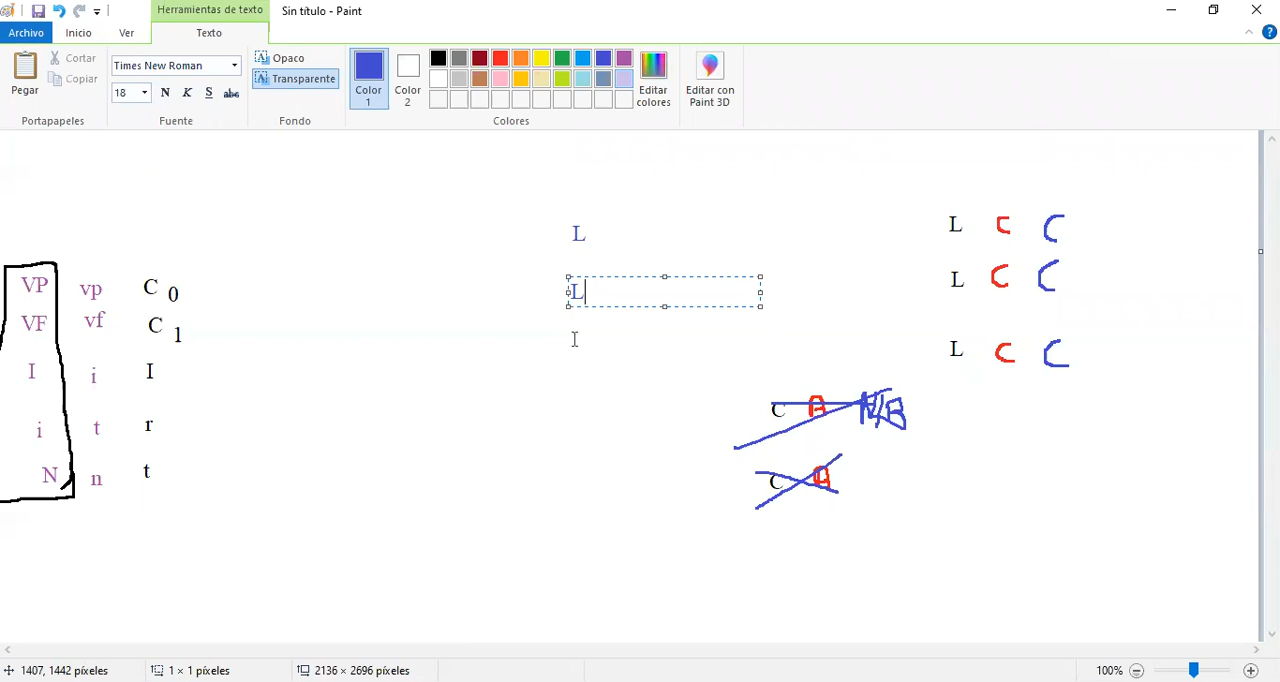 Herramientas de texto Sin título - Paint
Archivo Inicio Ver Texto
Pegar Cortar Copiar
Times New Roman
18 N K S abc
Opaco
Transparente
Color 1
Color 2
Editar colores
Editar con Paint 3D
Portapapeles Fuente Fondo Colores
L C C
L
VP vp C 0
L
L C C
VF vf C 1
L C C
I i I
C A N/B
i t r
N n t
C A
1407, 1442 píxeles 1 × 1 píxeles 2136 × 2696 píxeles 100%